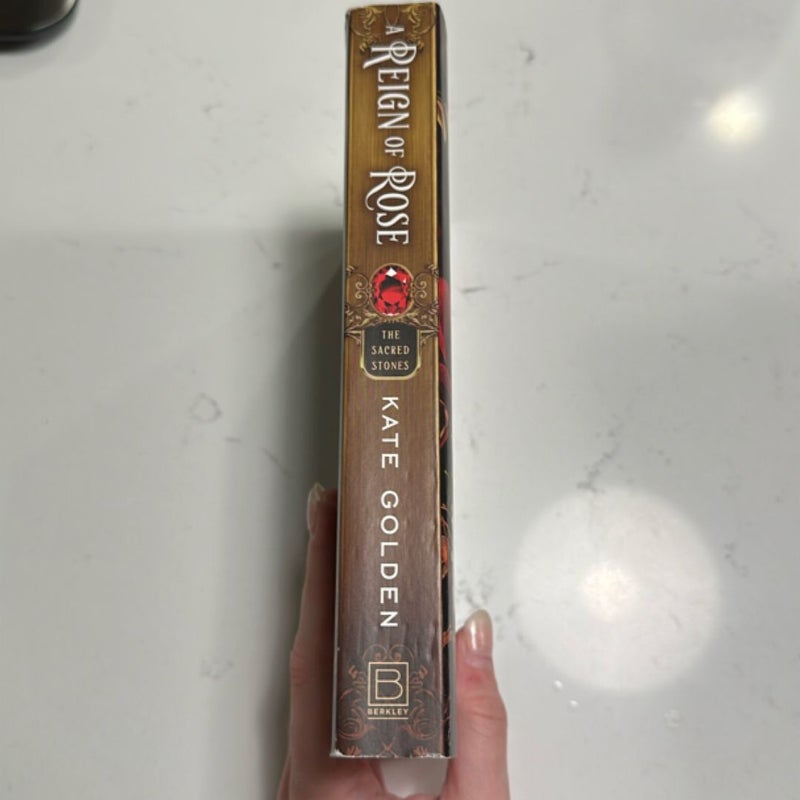 A REIGN OF ROSE
THE
SACRED
STONES
KATE GOLDEN
B
BERKLEY